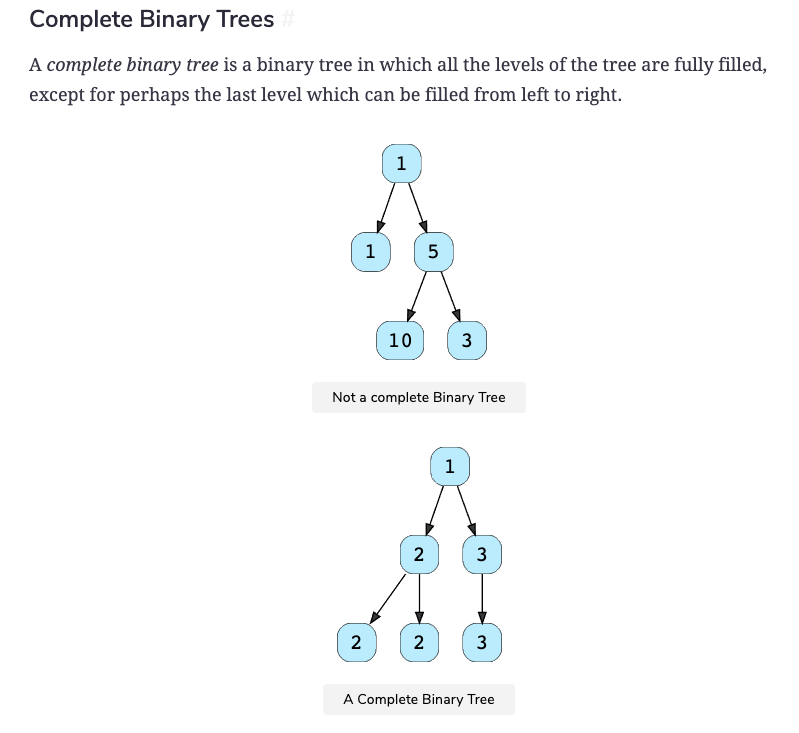 Complete Binary Trees #
A complete binary tree is a binary tree in which all the levels of the tree are fully filled,
except for perhaps the last level which can be filled from left to right.
1
1 5
10 3
Not a complete Binary Tree
1
2 3
2 2 3
A Complete Binary Tree